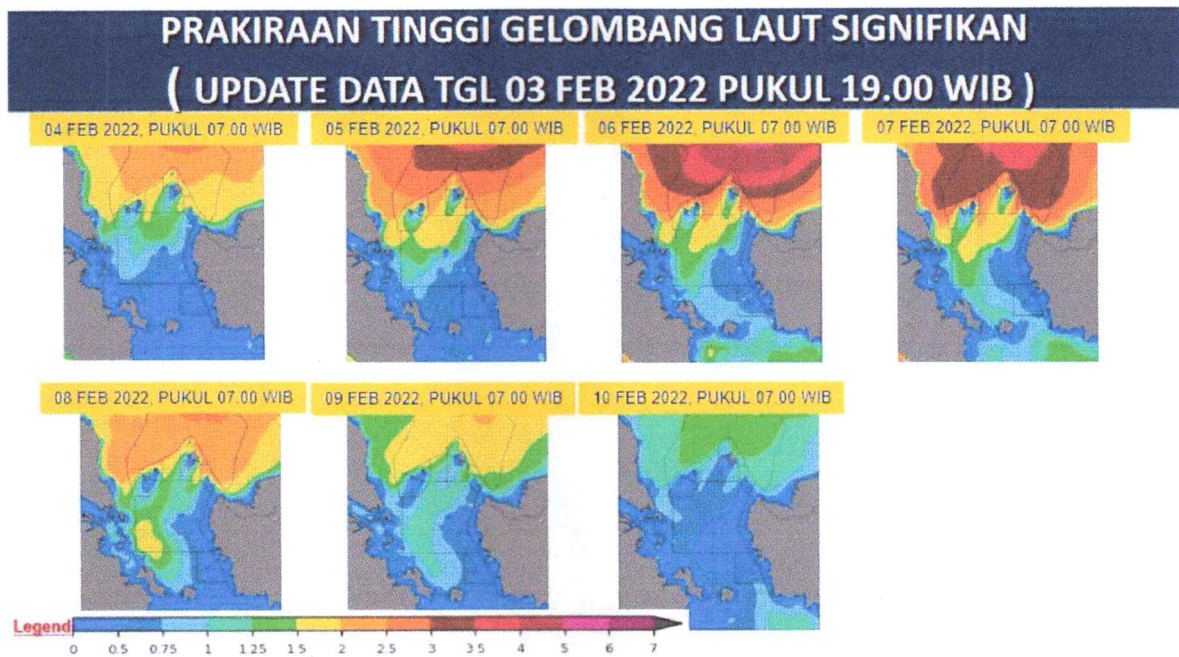 PRAKIRAAN TINGGI GELOMBANG LAUT SIGNIFIKAN
( UPDATE DATA TGL 03 FEB 2022 PUKUL 19.00 WIB )
04 FEB 2022, PUKUL 07.00 WIB
05 FEB 2022, PUKUL 07.00 WIB
06 FEB 2022, PUKUL 07.00 WIB
07 FEB 2022, PUKUL 07.00 WIB
08 FEB 2022, PUKUL 07.00 WIB
09 FEB 2022, PUKUL 07.00 WIB
10 FEB 2022, PUKUL 07.00 WIB
Legend
0 0.5 0.75 1 1.25 1.5 2 2.5 3 3.5 4 5 6 7